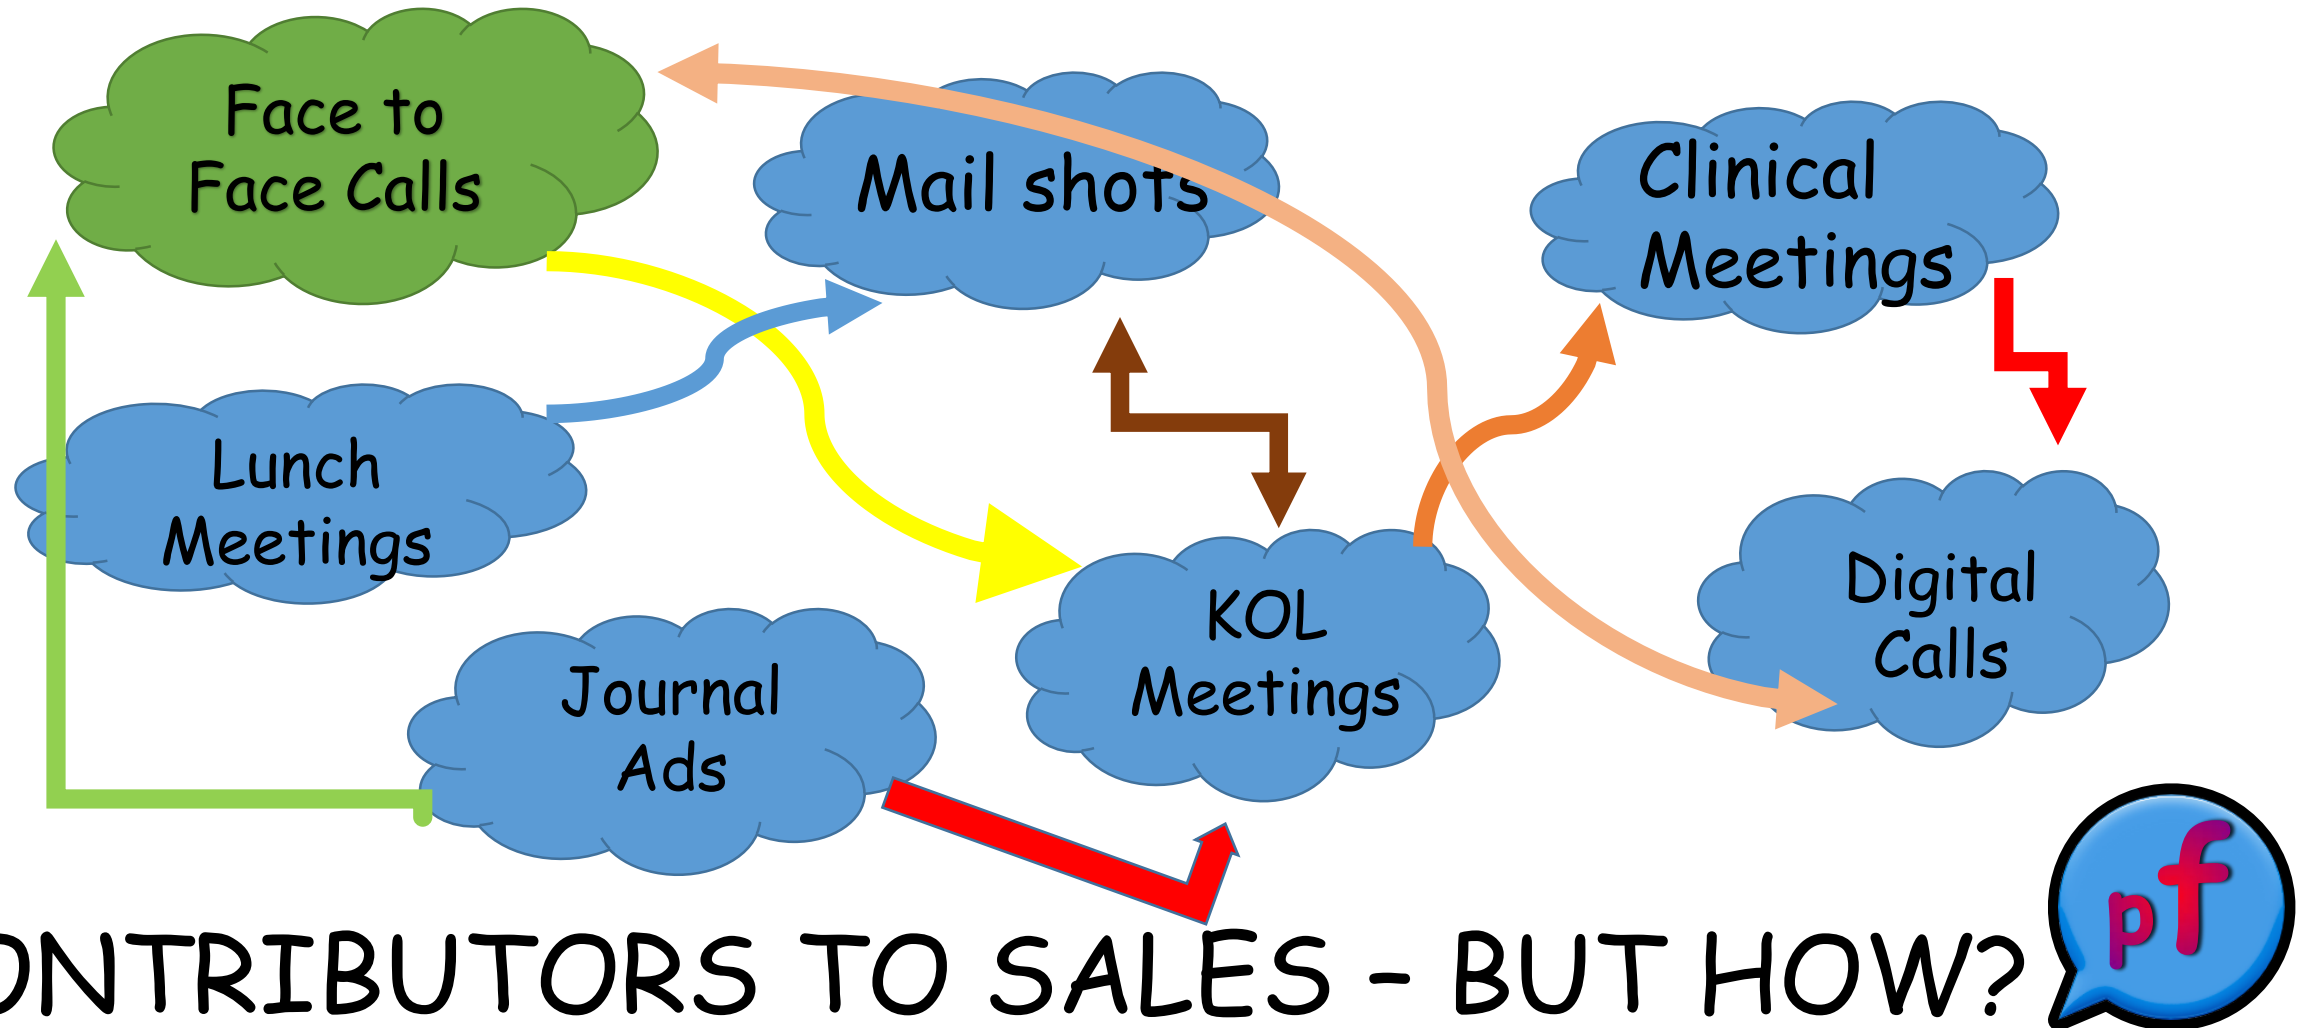 Face to
Face Calls
Mail shots
Clinical
Meetings
Lunch
Meetings
Journal
Ads
KOL
Meetings
Digital
Calls
ONTRIBUTORS TO SALES - BUT HOW?
pf